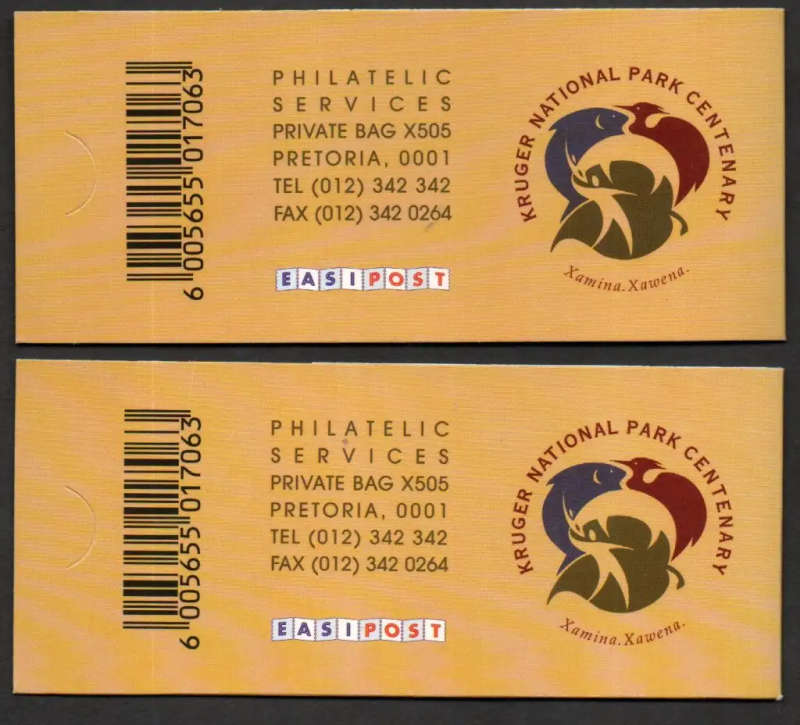 6 005655 017063
PHILATELIC
SERVICES
PRIVATE BAG X505
PRETORIA, 0001
TEL (012) 342 342
FAX (012) 342 0264
EASIPOST
KRUGER NATIONAL PARK CENTENARY
Xamina. Xawena.
6 005655 017063
PHILATELIC
SERVICES
PRIVATE BAG X505
PRETORIA, 0001
TEL (012) 342 342
FAX (012) 342 0264
EASIPOST
KRUGER NATIONAL PARK CENTENARY
Xamina. Xawena.